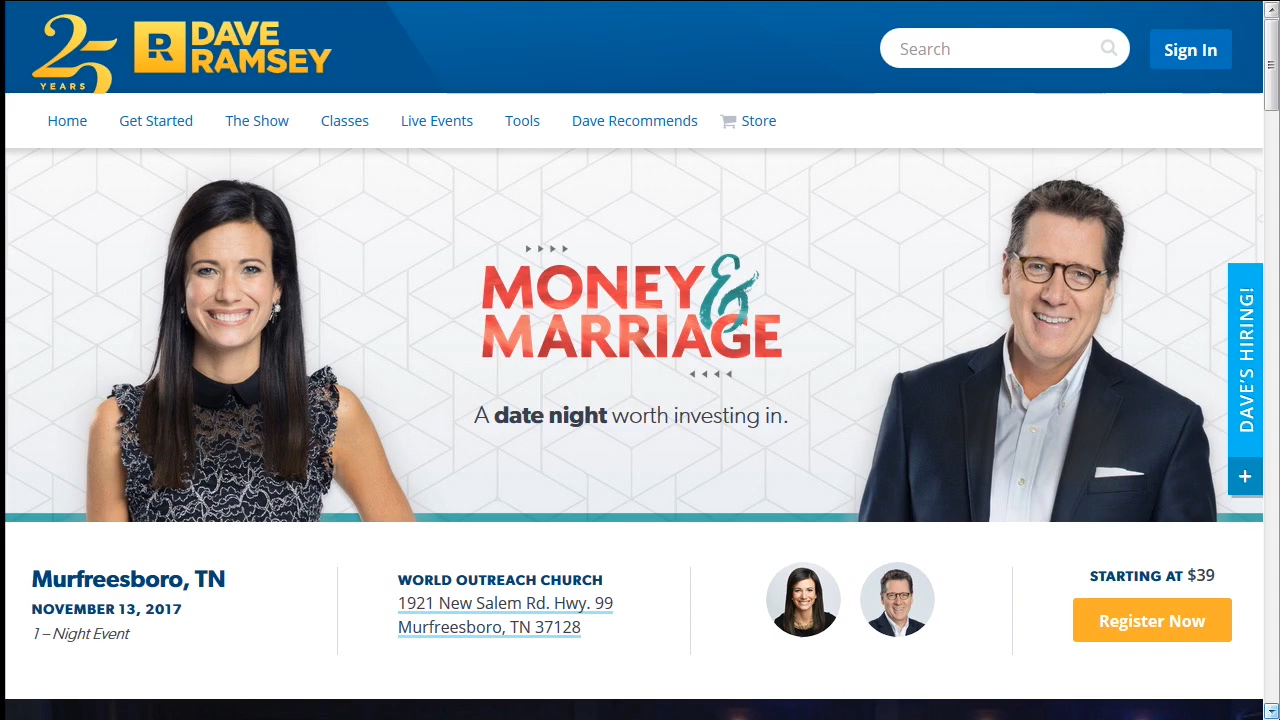 25
YEARS
R DAVE
RAMSEY
Search
Sign In
Home Get Started The Show Classes Live Events Tools Dave Recommends Store
MONEY &
MARRIAGE
A date night worth investing in.
DAVE'S HIRING!
+
Murfreesboro, TN
NOVEMBER 13, 2017
1 – Night Event
WORLD OUTREACH CHURCH
1921 New Salem Rd. Hwy. 99
Murfreesboro, TN 37128
STARTING AT $39
Register Now